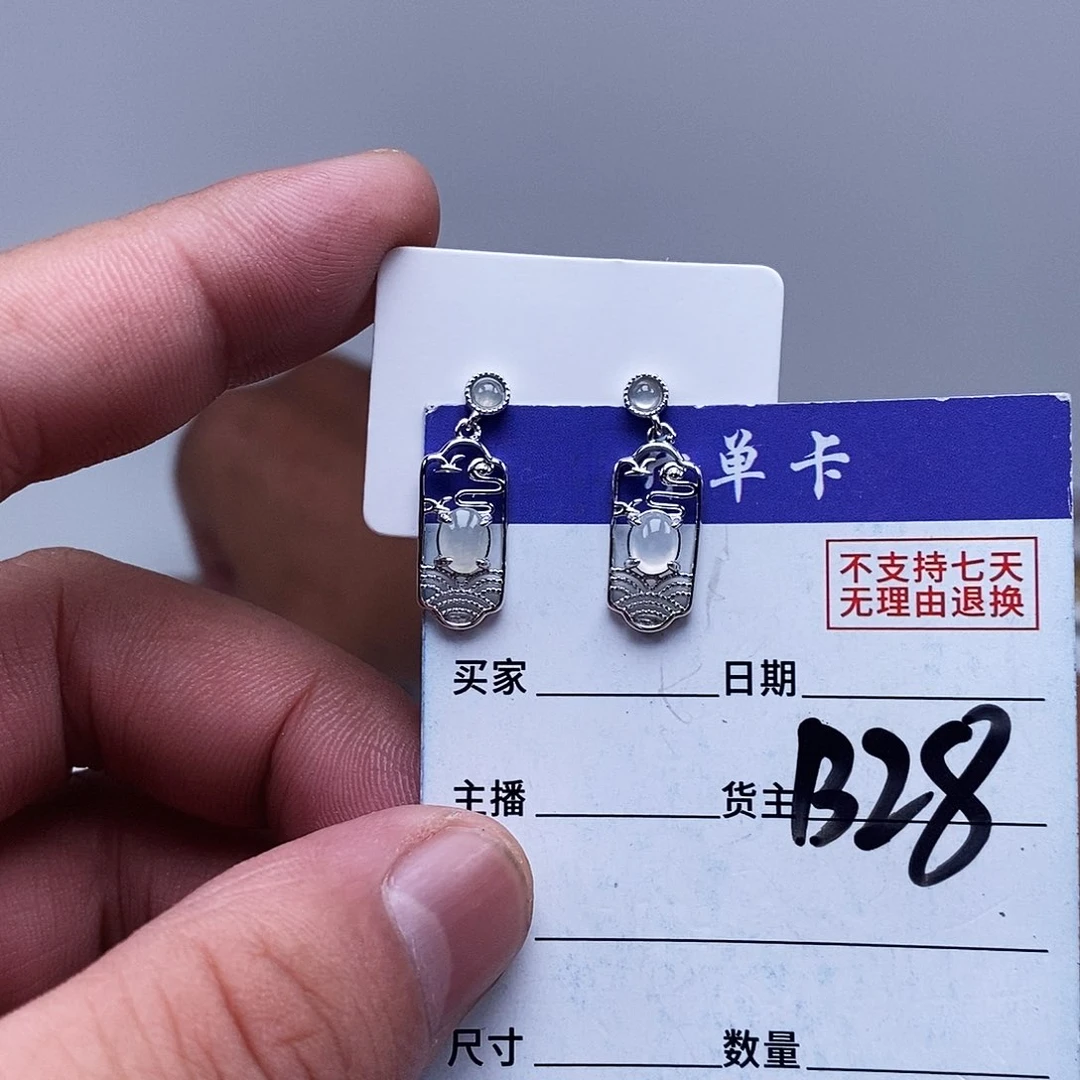 单卡
不支持七天
无理由退换
买家 日期
主播 货主 B28
尺寸 数量